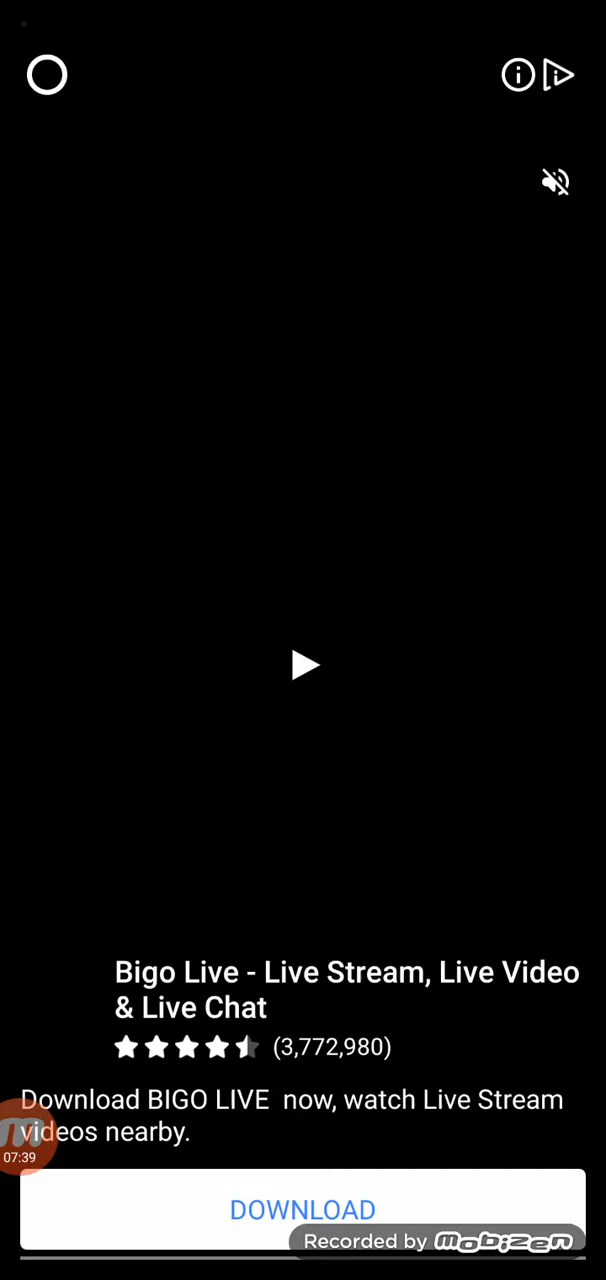 Bigo Live - Live Stream, Live Video
& Live Chat
(3,772,980)
Download BIGO LIVE now, watch Live Stream
videos nearby.
07:39
DOWNLOAD
Recorded by mobizen